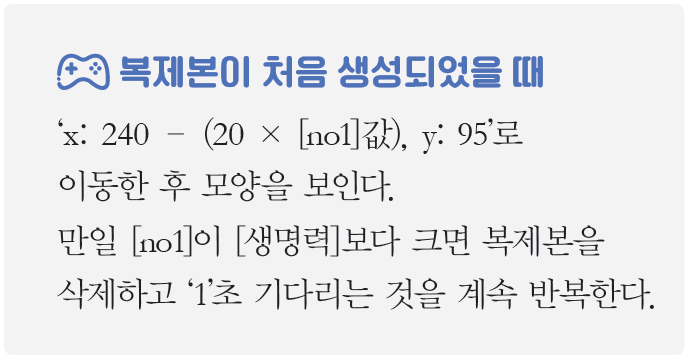 복제본이 처음 생성되었을 때
‘x: 240 − (20 × [no1]값), y: 95’로
이동한 후 모양을 보인다.
만일 [no1]이 [생명력]보다 크면 복제본을
삭제하고 ‘1’초 기다리는 것을 계속 반복한다.